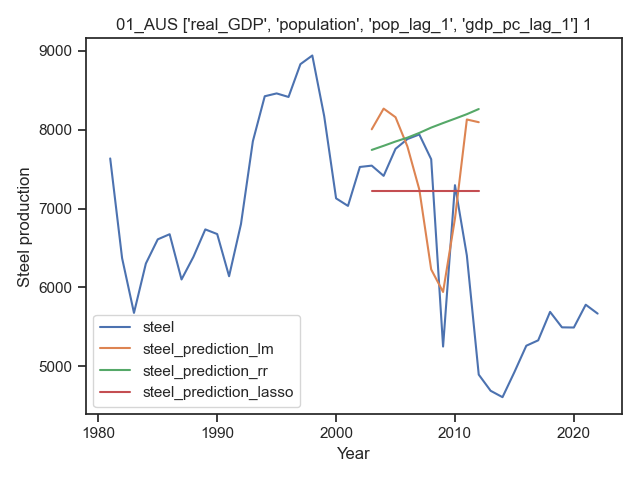 01_AUS ['real_GDP', 'population', 'pop_lag_1', 'gdp_pc_lag_1'] 1
9000
8000
7000
6000
5000
Steel production
steel
steel_prediction_lm
steel_prediction_rr
steel_prediction_lasso
1980
1990
2000
2010
2020
Year